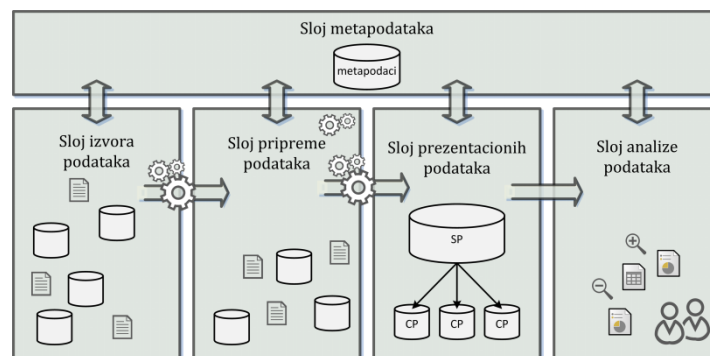 Sloj metapodataka
metapodaci
Sloj izvora
podataka
Sloj pripreme
podataka
Sloj prezentacionih
podataka
Sloj analize
podataka
SP
CP
CP
CP